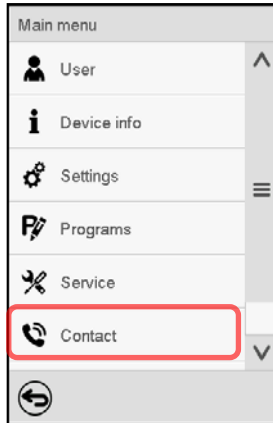 Main menu
User
Device info
Settings
Programs
Service
Contact